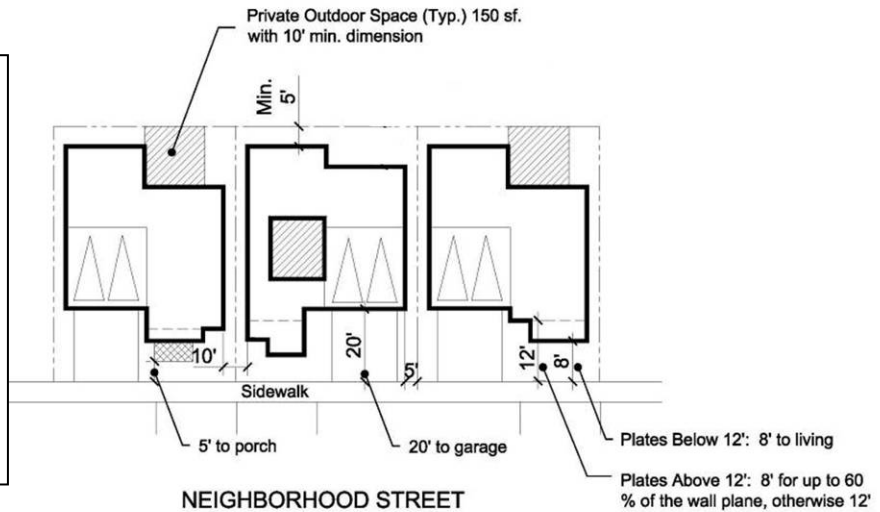 Private Outdoor Space (Typ.) 150 sf.
with 10' min. dimension
Min.
5'
10'
20'
5'
12'
8'
Sidewalk
5' to porch
20' to garage
Plates Below 12': 8' to living
Plates Above 12': 8' for up to 60
% of the wall plane, otherwise 12'
NEIGHBORHOOD STREET